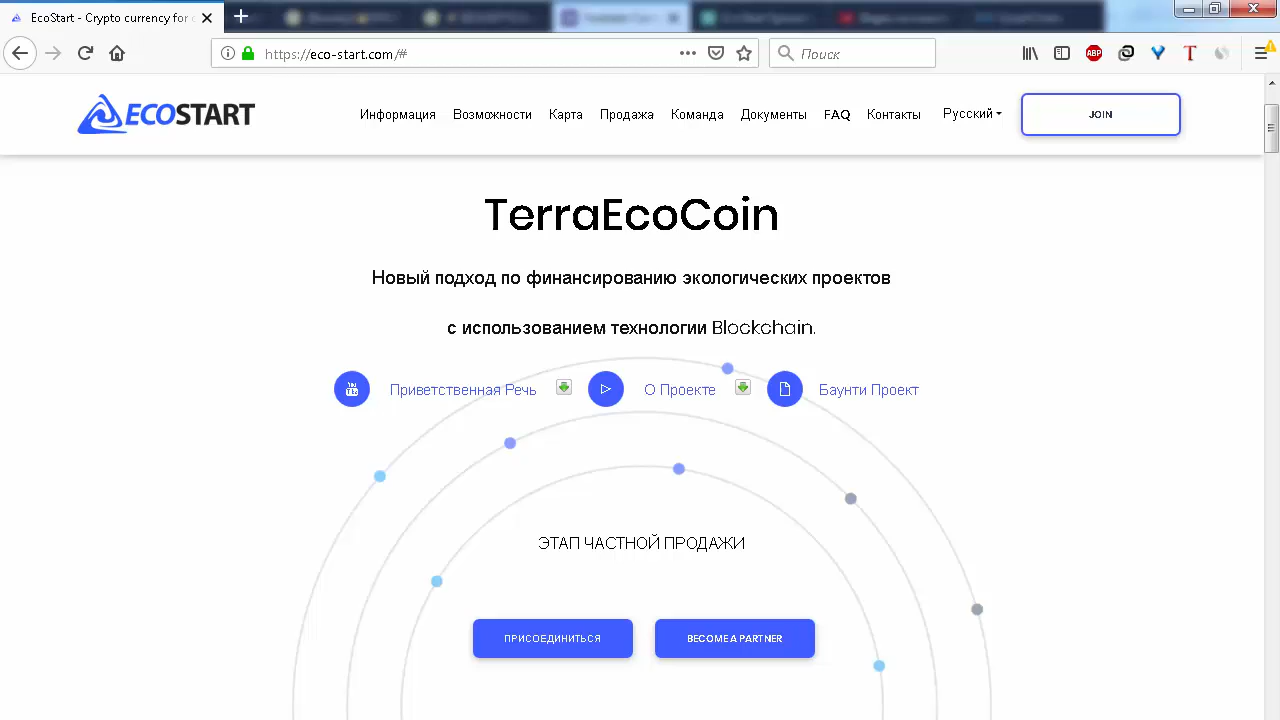 EcoStart - Crypto currency for
https://eco-start.com/#
Поиск
ABP
ECOSTART
Информация Возможности Карта Продажа Команда Документы FAQ Контакты Русский JOIN
TerraEcoCoin
Новый подход по финансированию экологических проектов
с использованием технологии Blockchain.
Приветственная Речь О Проекте Баунти Проект
ЭТАП ЧАСТНОЙ ПРОДАЖИ
ПРИСОЕДИНИТЬСЯ BECOME A PARTNER